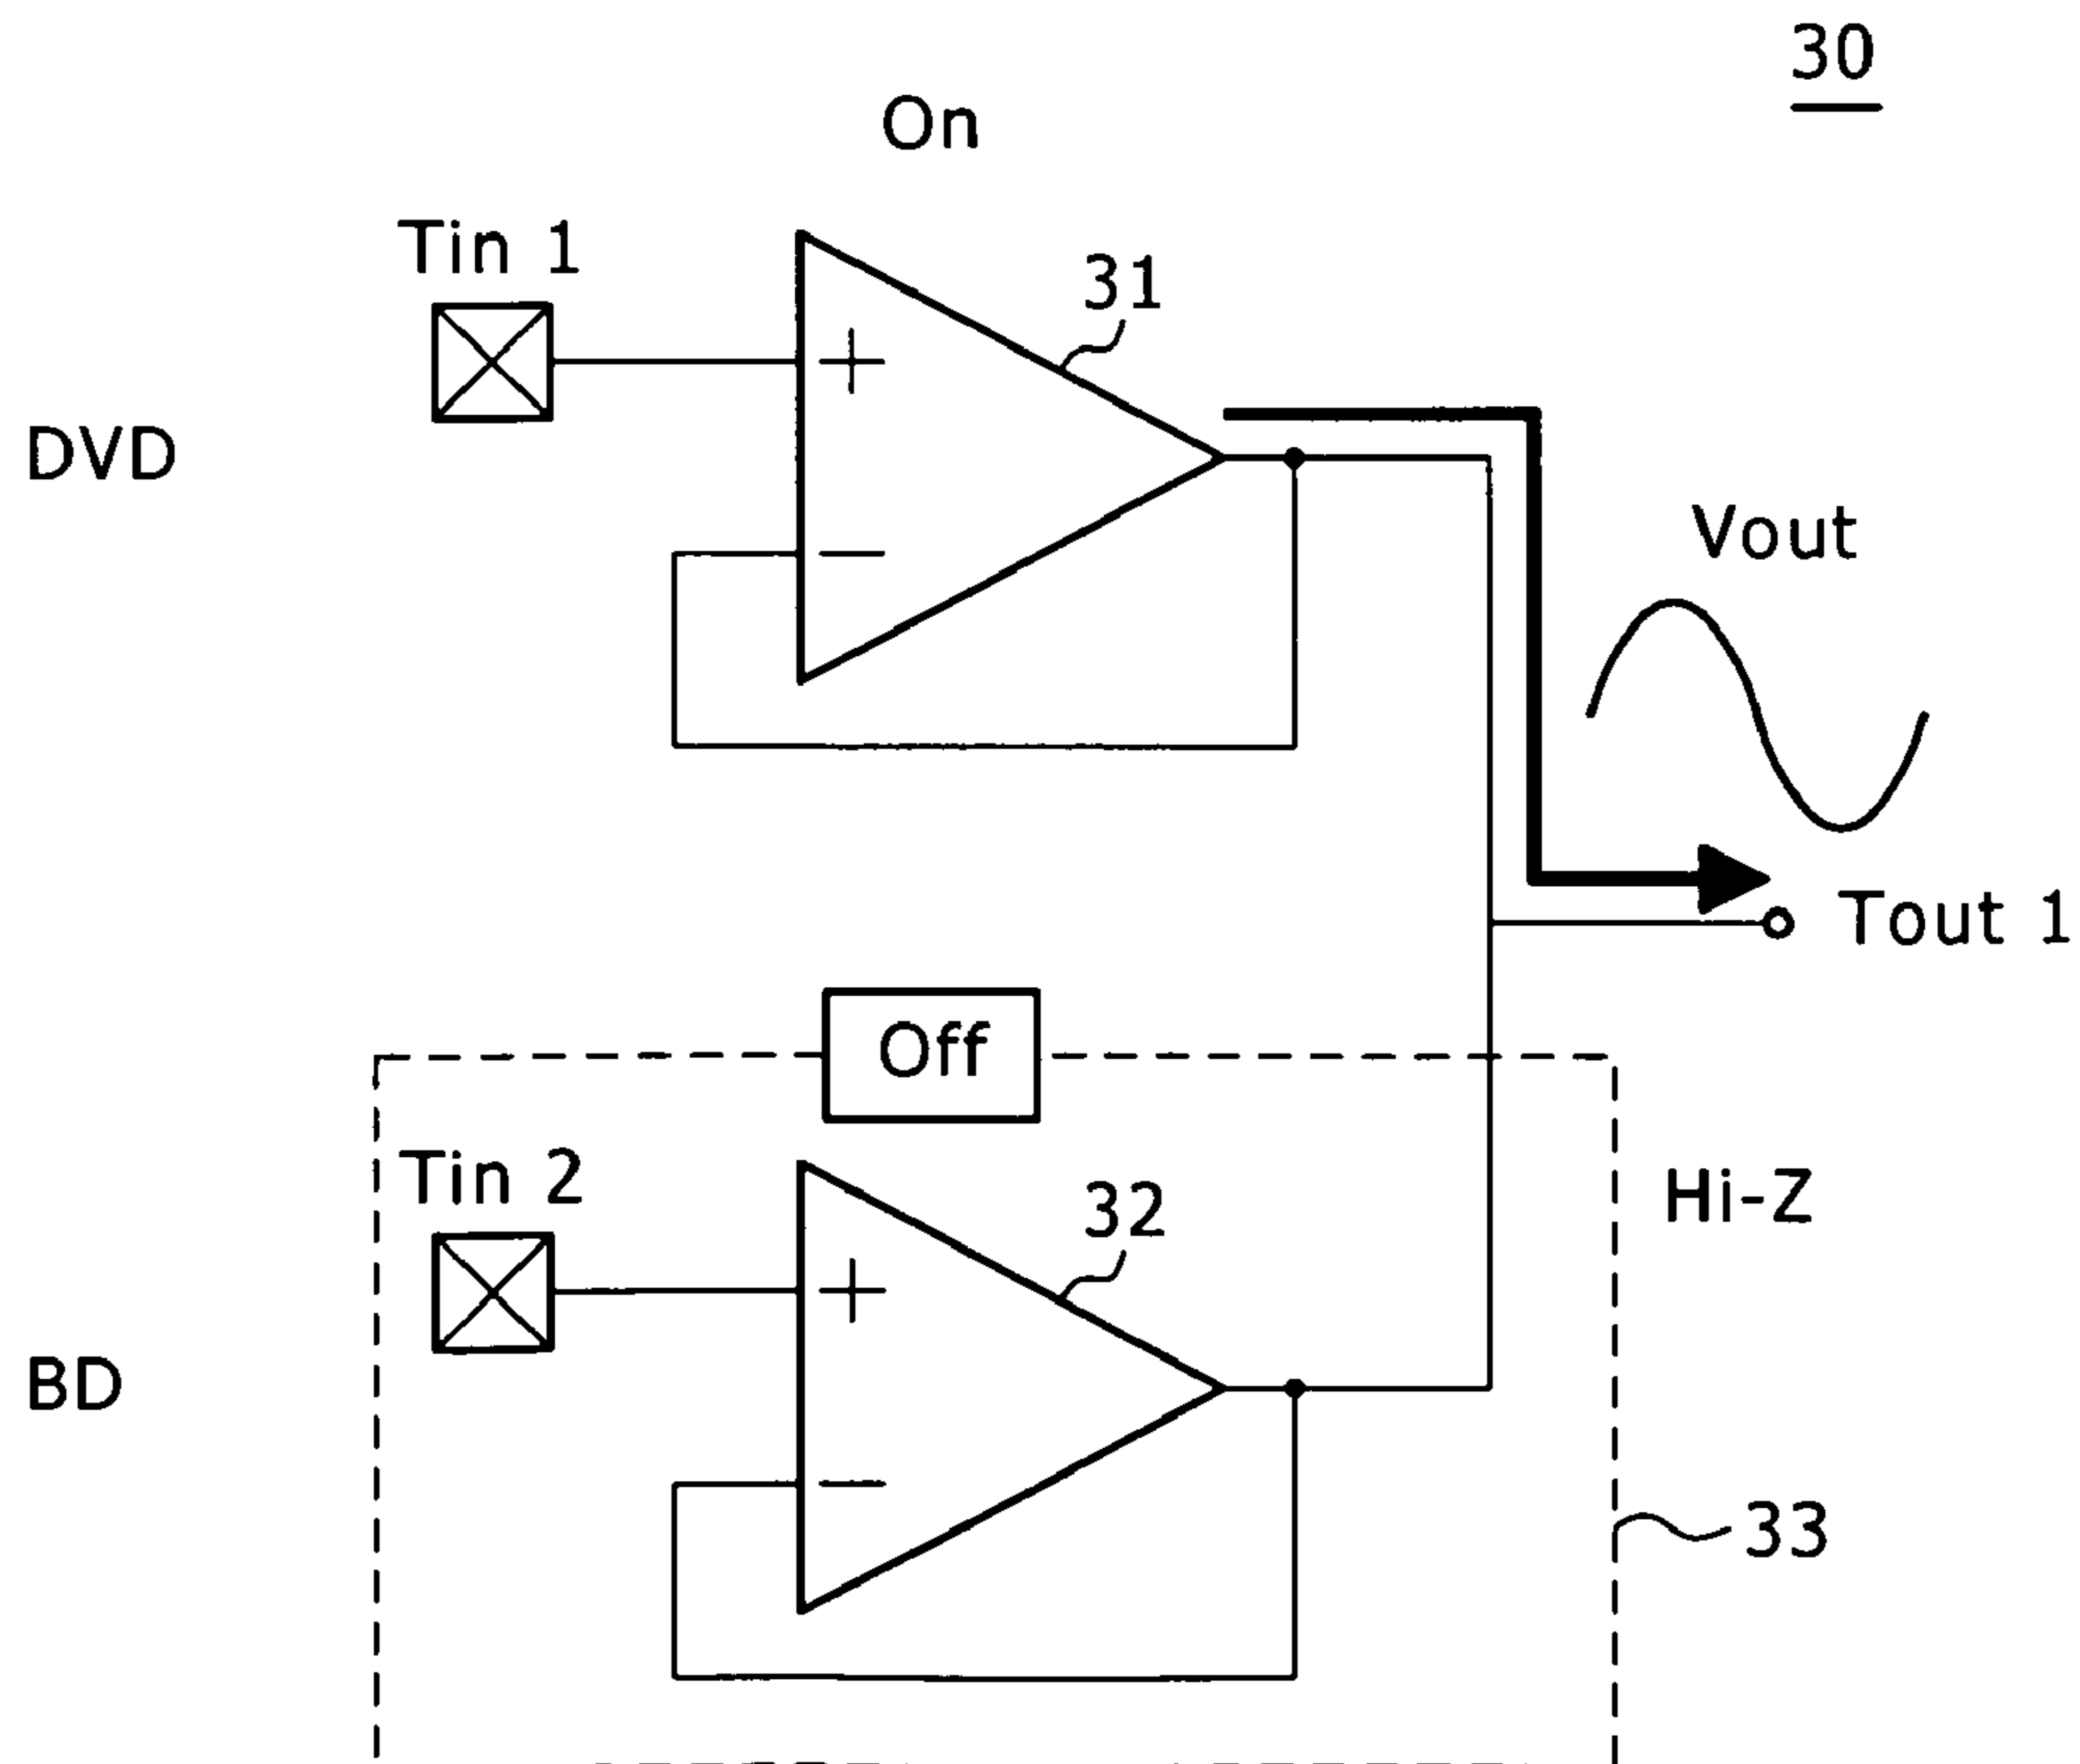 30
On
Tin 1
31
DVD
+
−
Vout
Tout 1
Off
Tin 2
32
Hi-Z
+
−
BD
33